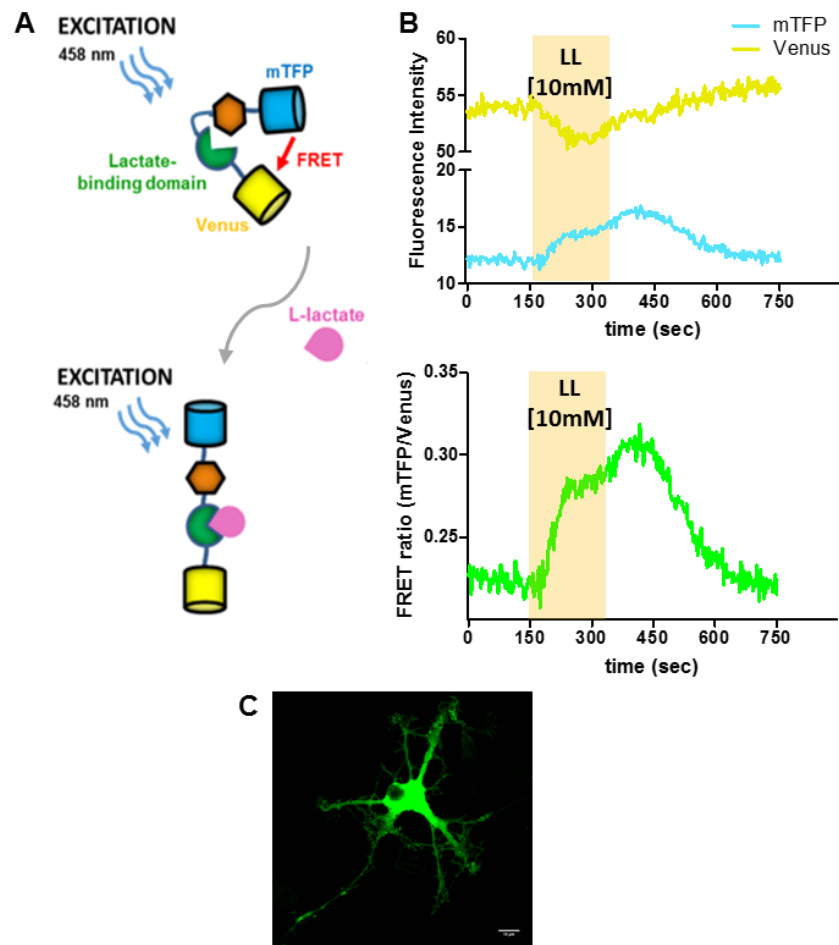 A
EXCITATION
458 nm
mTFP
FRET
Lactate-
binding domain
Venus
L-lactate
EXCITATION
458 nm
B
mTFP
Venus
LL
[10mM]
Fluorescence Intensity
60
55
50
20
15
10
0 150 300 450 600 750
time (sec)
LL
[10mM]
FRET ratio (mTFP/Venus)
0.35
0.30
0.25
0 150 300 450 600 750
time (sec)
C